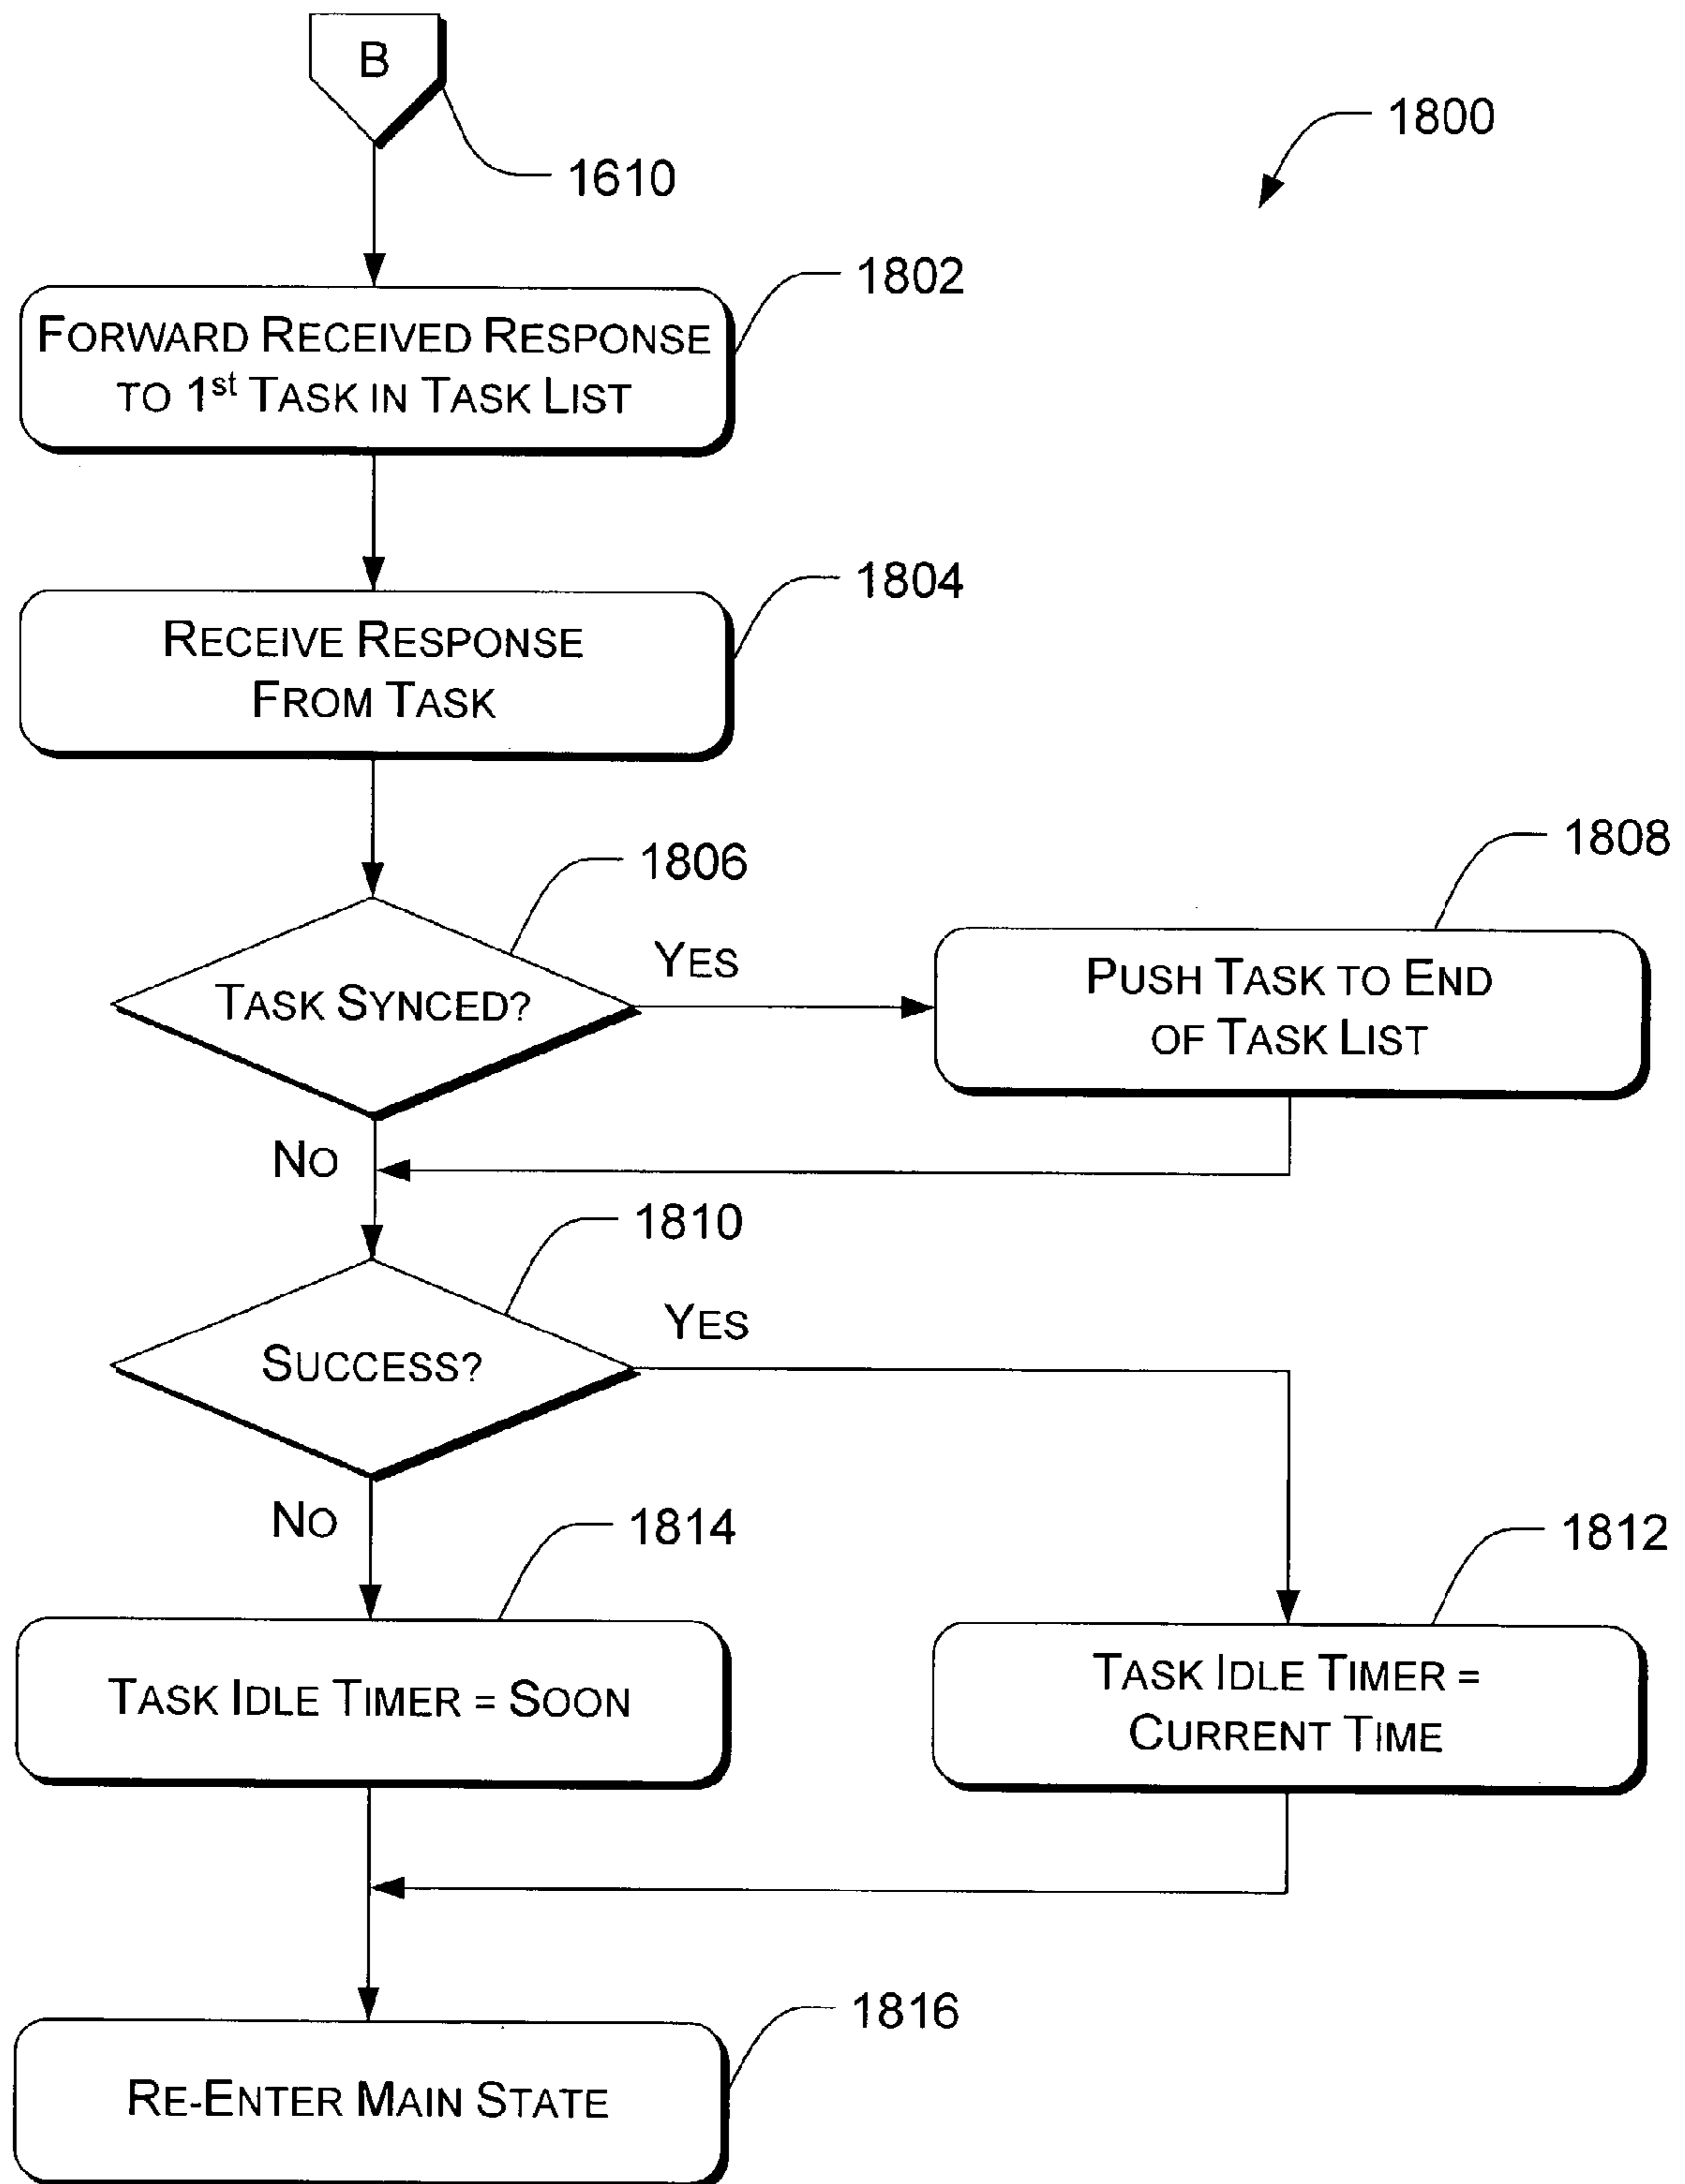 B
1800
1610
1802
FORWARD RECEIVED RESPONSE
TO 1st TASK IN TASK LIST
1804
RECEIVE RESPONSE
FROM TASK
1806
1808
TASK SYNCED?
YES
PUSH TASK TO END
OF TASK LIST
NO
1810
SUCCESS?
YES
NO
1814
1812
TASK IDLE TIMER = SOON
TASK IDLE TIMER =
CURRENT TIME
1816
RE-ENTER MAIN STATE